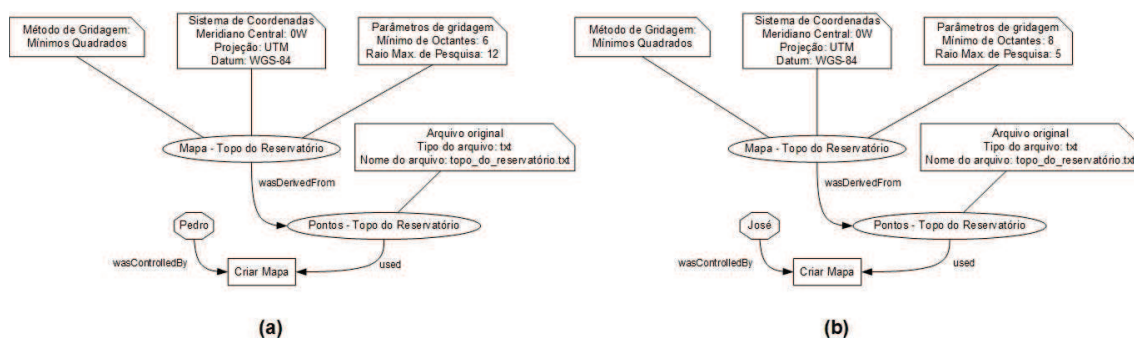 Método de Gridagem:
Mínimos Quadrados
Sistema de Coordenadas
Meridiano Central: 0W
Projeção: UTM
Datum: WGS-84
Parâmetros de gridagem
Mínimo de Octantes: 6
Raio Max. de Pesquisa: 12
Arquivo original
Tipo do arquivo: txt
Nome do arquivo: topo_do_reservatório.txt
Mapa - Topo do Reservatório
wasDerivedFrom
Pedro
Pontos - Topo do Reservatório
wasControlledBy
Criar Mapa
used
(a)
Método de Gridagem:
Mínimos Quadrados
Sistema de Coordenadas
Meridiano Central: 0W
Projeção: UTM
Datum: WGS-84
Parâmetros de gridagem
Mínimo de Octantes: 8
Raio Max. de Pesquisa: 5
Arquivo original
Tipo do arquivo: txt
Nome do arquivo: topo_do_reservatório.txt
Mapa - Topo do Reservatório
wasDerivedFrom
José
Pontos - Topo do Reservatório
wasControlledBy
Criar Mapa
used
(b)